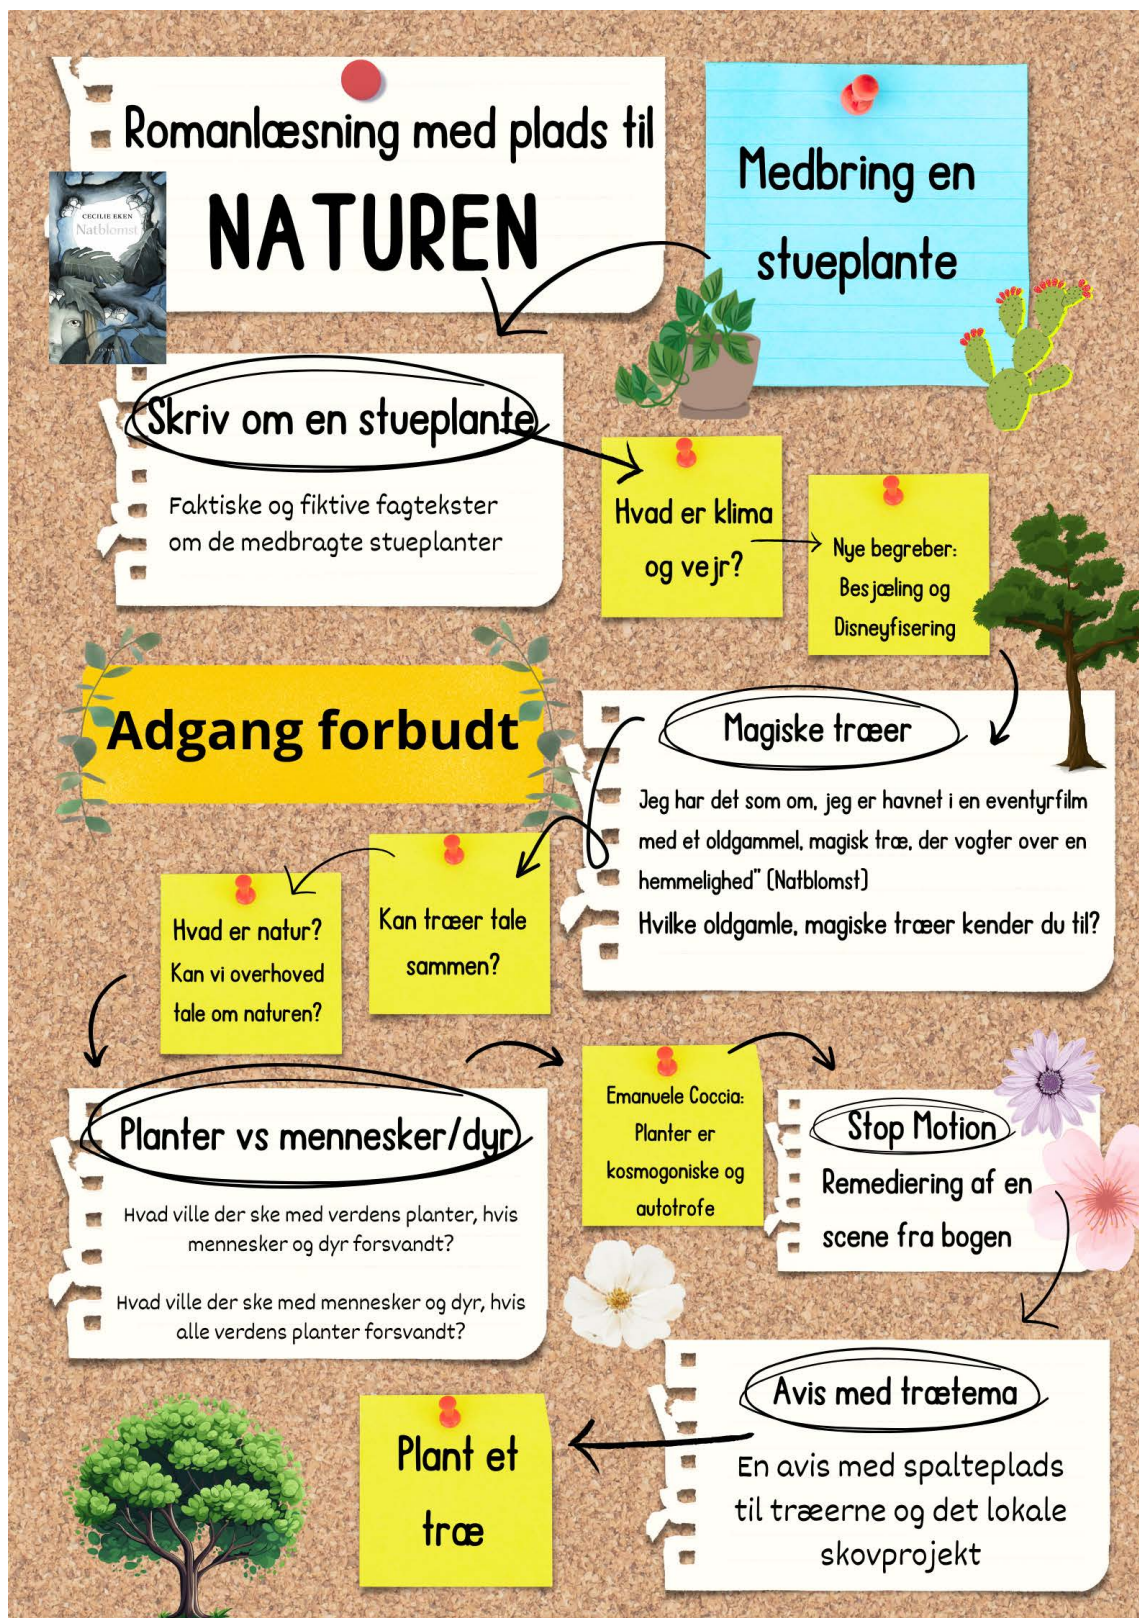 Romanlæsning med plads til
NATUREN
CECILIE EKEN
Natblomst
Medbring en
stueplante
Skriv om en stueplante
Faktiske og fiktive fagtekster
om de medbragte stueplanter
Hvad er klima
og vejr?
Nye begreber:
Besjæling og
Disneyfisering
Adgang forbudt
Magiske træer
Jeg har det som om, jeg er havnet i en eventyrfilm
med et oldgammel, magisk træ, der vogter over en
hemmelighed" (Natblomst)
Hvilke oldgamle, magiske træer kender du til?
Kan træer tale
sammen?
Hvad er natur?
Kan vi overhoved
tale om naturen?
Planter vs mennesker/dyr
Hvad ville der ske med verdens planter, hvis
mennesker og dyr forsvandt?
Hvad ville der ske med mennesker og dyr, hvis
alle verdens planter forsvandt?
Emanuele Coccia:
Planter er
kosmogoniske og
autotrofe
Stop Motion
Remediering af en
scene fra bogen
Avis med trætema
En avis med spalteplads
til træerne og det lokale
skovprojekt
Plant et
træ